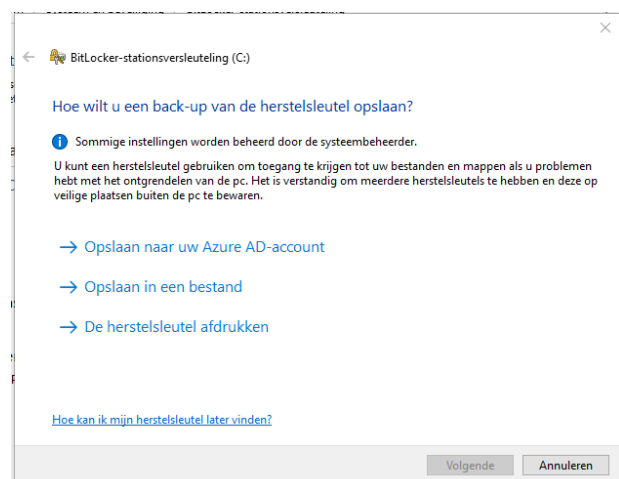 BitLocker-stationsversleuteling (C:)
Hoe wilt u een back-up van de herstelsleutel opslaan?
Sommige instellingen worden beheerd door de systeembeheerder.
U kunt een herstelsleutel gebruiken om toegang te krijgen tot uw bestanden en mappen als u problemen
hebt met het ontgrendelen van de pc. Het is verstandig om meerdere herstelsleutels te hebben en deze op
veilige plaatsen buiten de pc te bewaren.
Opslaan naar uw Azure AD-account
Opslaan in een bestand
De herstelsleutel afdrukken
Hoe kan ik mijn herstelsleutel later vinden?
Volgende Annuleren